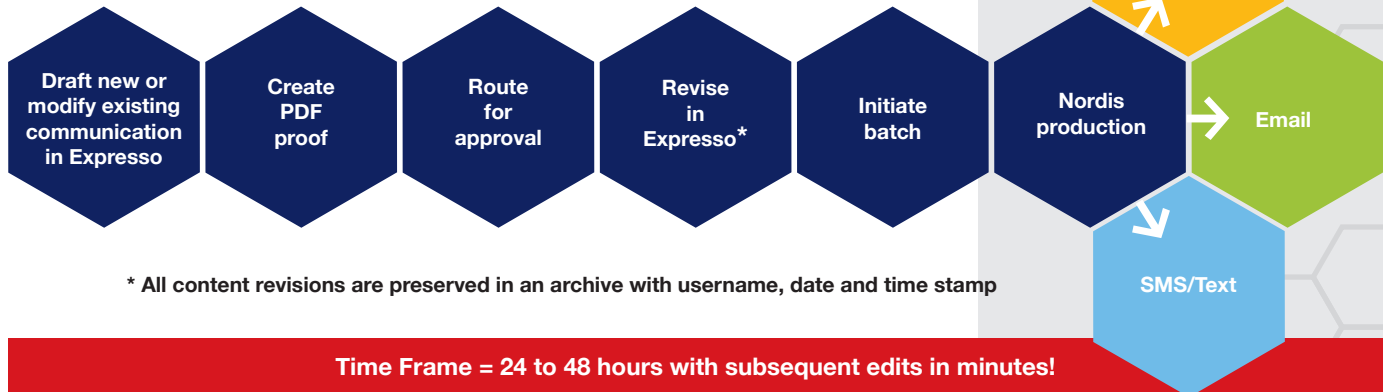 Draft new or
modify existing
communication
in Expresso
Create
PDF
proof
Route
for
approval
Revise
in
Expresso*
Initiate
batch
Nordis
production
Email
SMS/Text
* All content revisions are preserved in an archive with username, date and time stamp
Time Frame = 24 to 48 hours with subsequent edits in minutes!